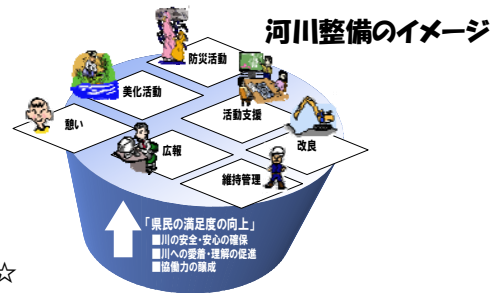 河川整備のイメージ
防災活動
美化活動
活動支援
憩い
広報
改良
維持管理
「県民の満足度の向上」
■川の安全・安心の確保
■川への愛着・理解の促進
■協働力の醸成
☆